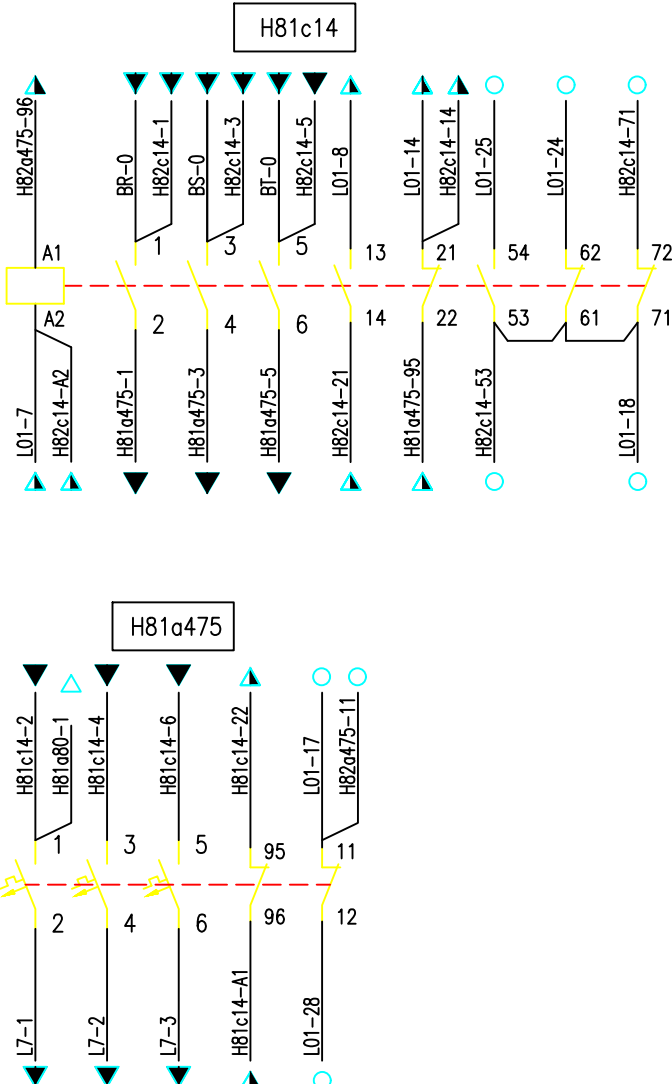 H81c14
H82a475-96
BR-0
H82c14-1
BS-0
H82c14-3
BT-0
H82c14-5
L01-8
L01-14
H82c14-14
L01-25
L01-24
H82c14-71
A1
1
3
5
13
21
54
62
72
A2
2
4
6
14
22
53
61
71
L01-7
H82c14-A2
H81a475-1
H81a475-3
H81a475-5
H82c14-21
H81a475-95
H82c14-53
L01-18
H81a475
H81c14-2
H81a80-1
H81c14-4
H81c14-6
H81c14-22
L01-17
H82a475-11
1
3
5
95
11
2
4
6
96
12
L7-1
L7-2
L7-3
H81c14-A1
L01-28